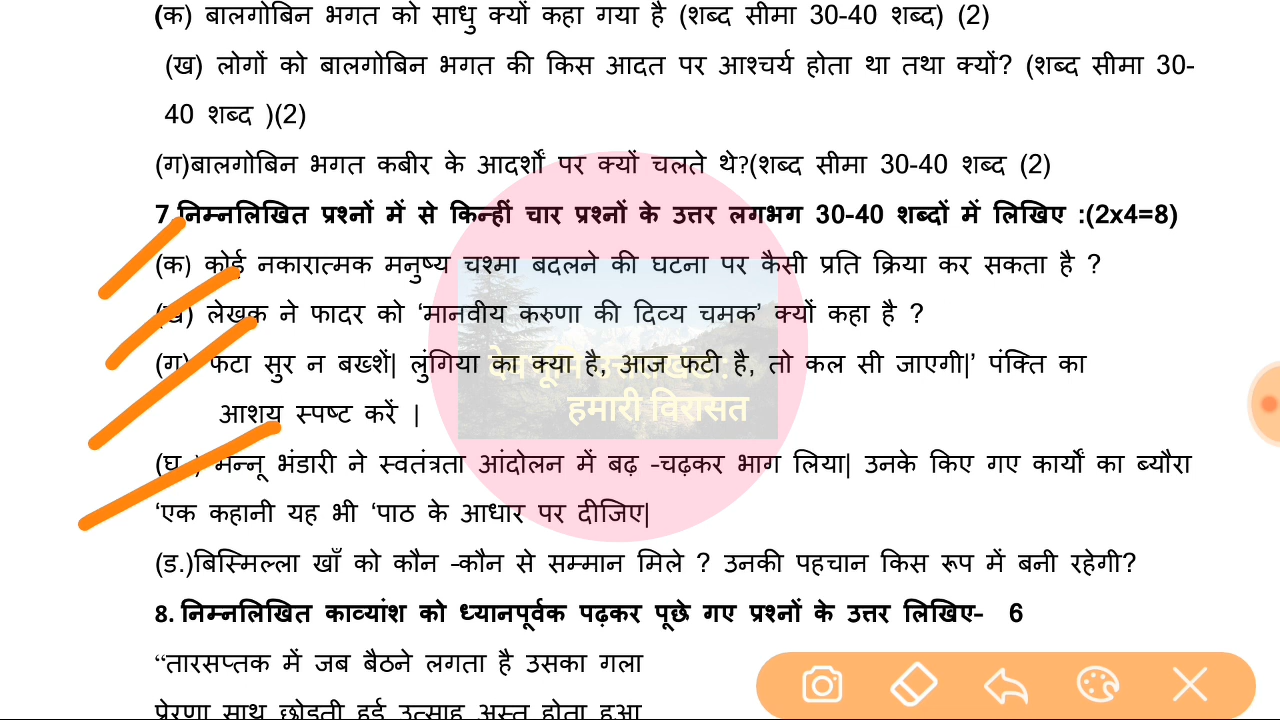 (क) बालगोबिन भगत को साधु क्यों कहा गया है (शब्द सीमा 30-40 शब्द) (2)
(ख) लोगों को बालगोबिन भगत की किस आदत पर आश्चर्य होता था तथा क्यों? (शब्द सीमा 30-
40 शब्द )(2)
(ग)बालगोबिन भगत कबीर के आदर्शों पर क्यों चलते थे?(शब्द सीमा 30-40 शब्द (2)
7.निम्नलिखित प्रश्नों में से किन्हीं चार प्रश्नों के उत्तर लगभग 30-40 शब्दों में लिखिए :(2x4=8)
(क) कोई नकारात्मक मनुष्य चश्मा बदलने की घटना पर कैसी प्रति क्रिया कर सकता है ?
(ख) लेखक ने फादर को ‘मानवीय करुणा की दिव्य चमक’ क्यों कहा है ?
(ग) फटा सुर न बख्शें| लुंगिया का क्या है, आज फटी है, तो कल सी जाएगी|’ पंक्ति का
आशय स्पष्ट करें |
(घ.) मन्नू भंडारी ने स्वतंत्रता आंदोलन में बढ़ -चढ़कर भाग लिया| उनके किए गए कार्यों का ब्यौरा
‘एक कहानी यह भी ‘पाठ के आधार पर दीजिए|
(ड.)बिस्मिल्ला खाँ को कौन –कौन से सम्मान मिले ? उनकी पहचान किस रूप में बनी रहेगी?
8. निम्नलिखित काव्यांश को ध्यानपूर्वक पढ़कर पूछे गए प्रश्नों के उत्तर लिखिए- 6
“तारसप्तक में जब बैठने लगता है उसका गला
प्रेरणा साथ छोड़ती हुई उत्साह अस्त होता हुआ
हमारी विरासत